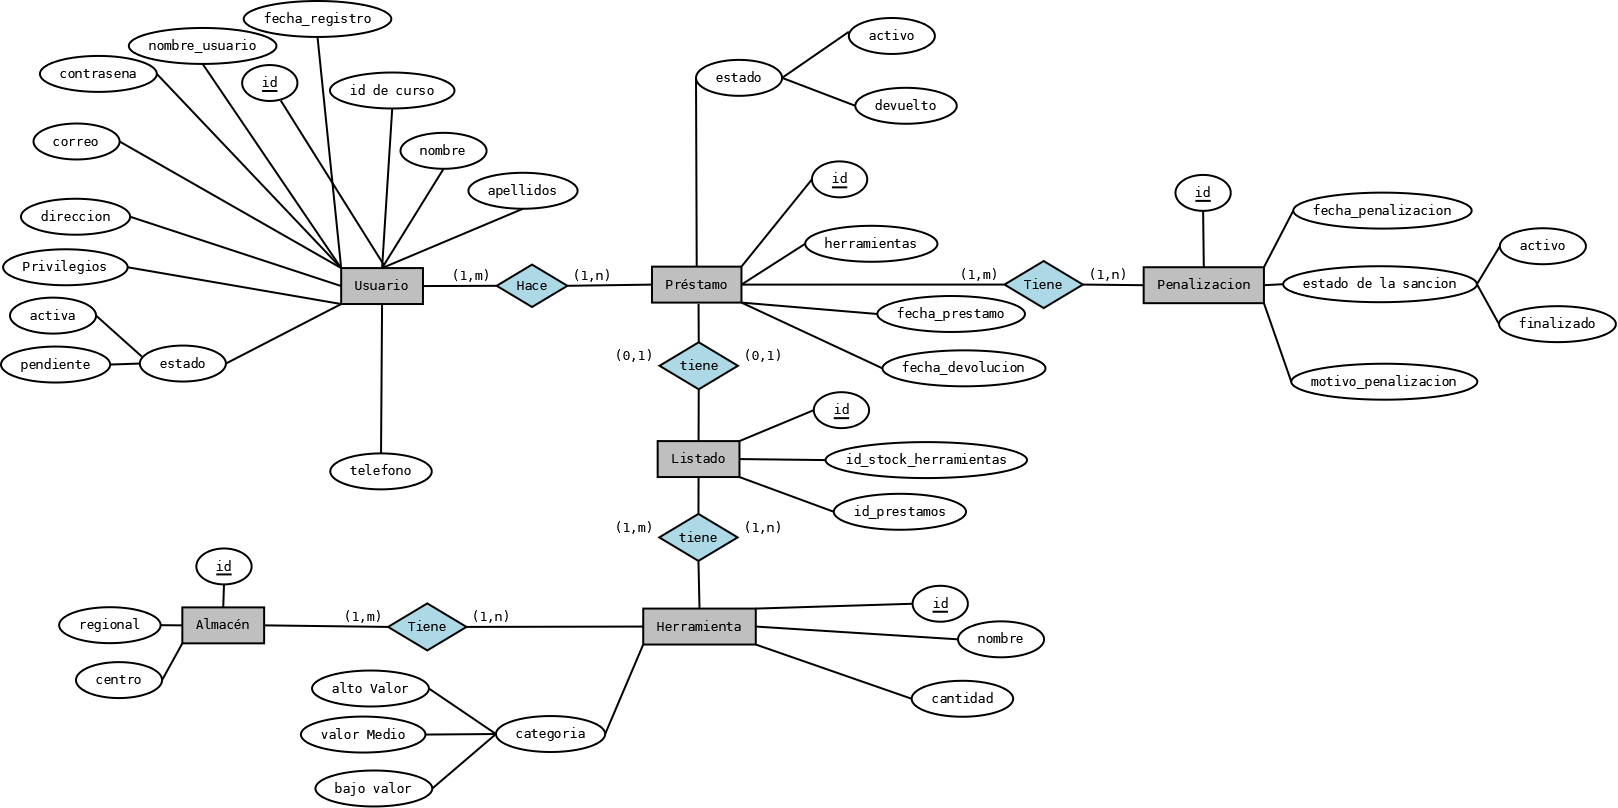 fecha_registro
nombre_usuario
contrasena
id
id de curso
correo
nombre
apellidos
direccion
Privilegios
activa
pendiente
estado
Usuario
telefono
(1,m)
Hace
(1,n)
estado
activo
devuelto
id
herramientas
Préstamo
fecha_prestamo
fecha_devolucion
(1,m)
Tiene
(1,n)
id
fecha_penalizacion
Penalizacion
estado de la sancion
activo
finalizado
motivo_penalizacion
(0,1)
tiene
(0,1)
id
Listado
id_stock_herramientas
id_prestamos
(1,m)
tiene
(1,n)
id
regional
Almacén
centro
(1,m)
Tiene
(1,n)
Herramienta
id
nombre
cantidad
alto Valor
valor Medio
categoria
bajo valor